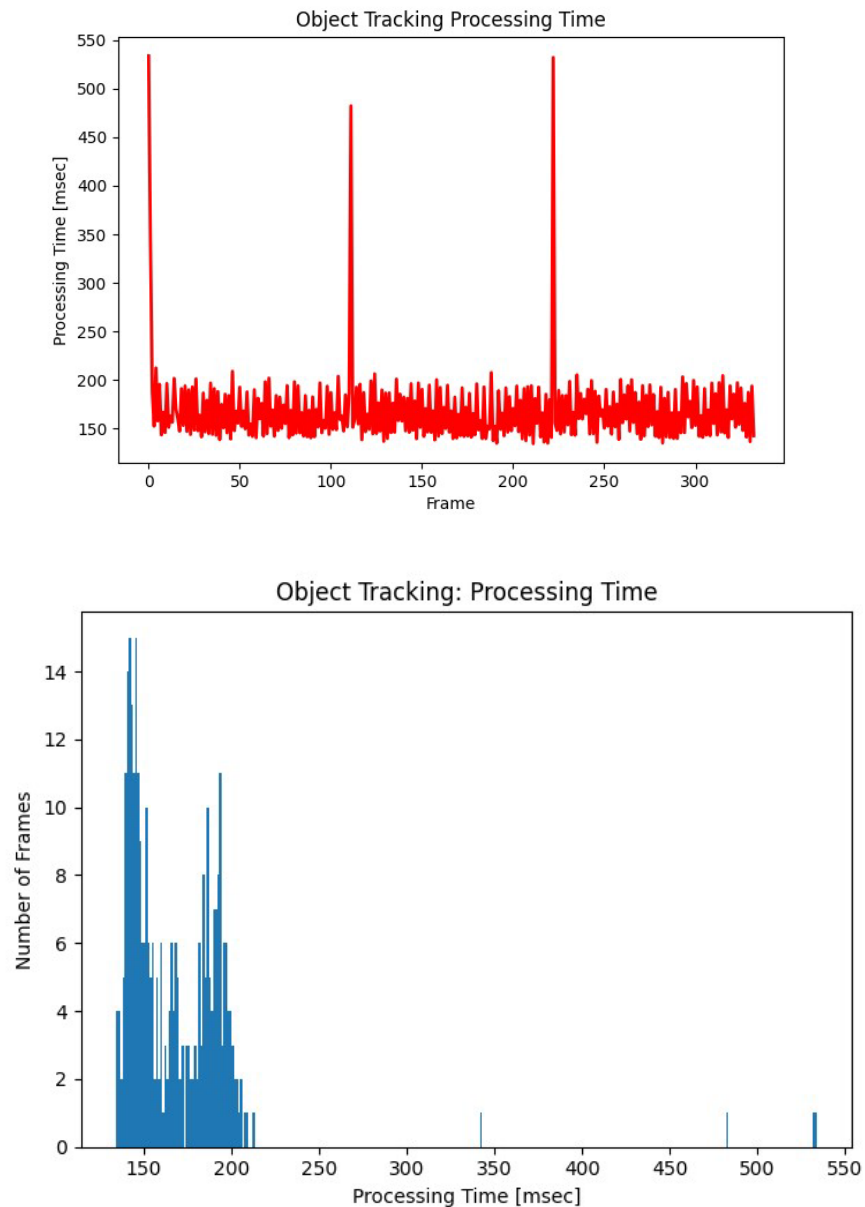 Object Tracking Processing Time
550
500
450
400
350
300
250
200
150
Processing Time [msec]
0 50 100 150 200 250 300
Frame
Object Tracking: Processing Time
14
12
10
8
6
4
2
0
Number of Frames
150 200 250 300 350 400 450 500 550
Processing Time [msec]